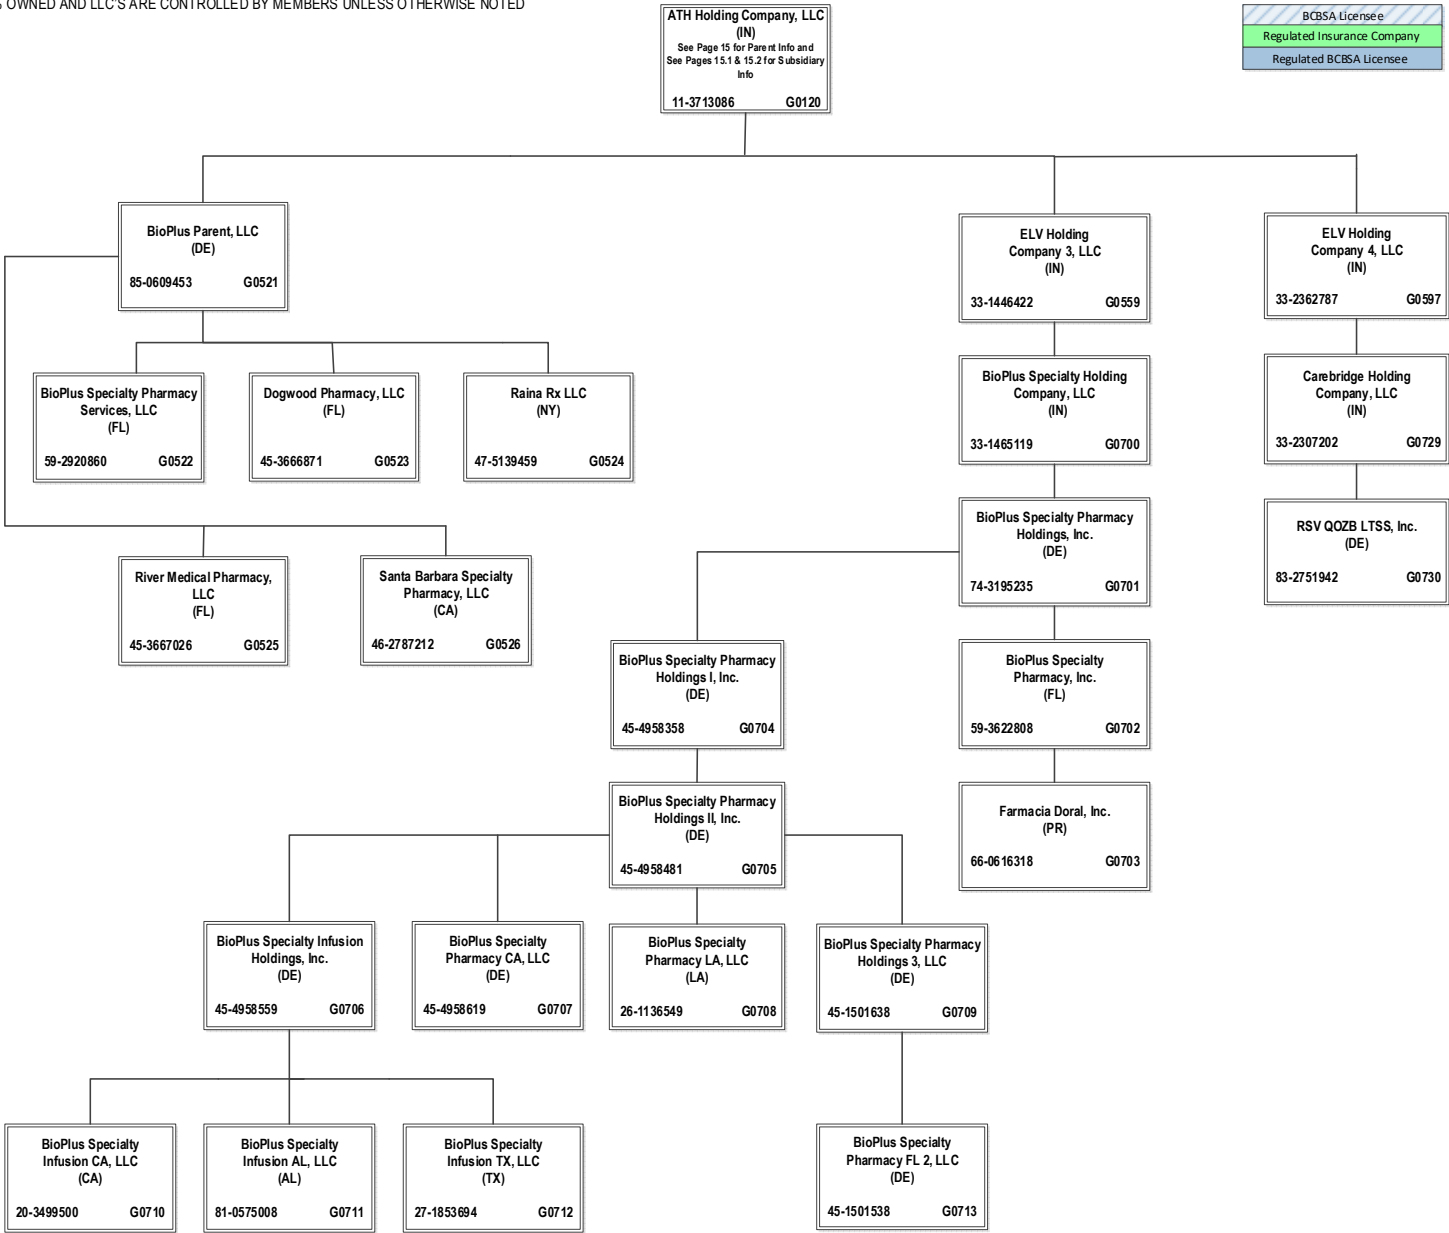 OWNED AND LLC'S ARE CONTROLLED BY MEMBERS UNLESS OTHERWISE NOTED
ATH Holding Company, LLC
(IN)
See Page 15 for Parent Info and
See Pages 15.1 & 15.2 for Subsidiary
Info
11-3713086 G0120
BCBSA Licensee
Regulated Insurance Company
Regulated BCBSA Licensee
BioPlus Parent, LLC
(DE)
85-0609453 G0521
ELV Holding
Company 3, LLC
(IN)
33-1446422 G0559
ELV Holding
Company 4, LLC
(IN)
33-2362787 G0597
BioPlus Specialty Pharmacy
Services, LLC
(FL)
59-2920860 G0522
Dogwood Pharmacy, LLC
(FL)
45-3666871 G0523
Raina Rx LLC
(NY)
47-5139459 G0524
BioPlus Specialty Holding
Company, LLC
(IN)
33-1465119 G0700
Carebridge Holding
Company, LLC
(IN)
33-2307202 G0729
BioPlus Specialty Pharmacy
Holdings, Inc.
(DE)
74-3195235 G0701
RSV QOZB LTSS, Inc.
(DE)
83-2751942 G0730
River Medical Pharmacy,
LLC
(FL)
45-3667026 G0525
Santa Barbara Specialty
Pharmacy, LLC
(CA)
46-2787212 G0526
BioPlus Specialty Pharmacy
Holdings I, Inc.
(DE)
45-4958358 G0704
BioPlus Specialty
Pharmacy, Inc.
(FL)
59-3622808 G0702
BioPlus Specialty Pharmacy
Holdings II, Inc.
(DE)
45-4958481 G0705
Farmacia Doral, Inc.
(PR)
66-0616318 G0703
BioPlus Specialty Infusion
Holdings, Inc.
(DE)
45-4958559 G0706
BioPlus Specialty
Pharmacy CA, LLC
(DE)
45-4958619 G0707
BioPlus Specialty
Pharmacy LA, LLC
(LA)
26-1136549 G0708
BioPlus Specialty Pharmacy
Holdings 3, LLC
(DE)
45-1501638 G0709
BioPlus Specialty
Infusion CA, LLC
(CA)
20-3499500 G0710
BioPlus Specialty
Infusion AL, LLC
(AL)
81-0575008 G0711
BioPlus Specialty
Infusion TX, LLC
(TX)
27-1853694 G0712
BioPlus Specialty
Pharmacy FL 2, LLC
(DE)
45-1501538 G0713